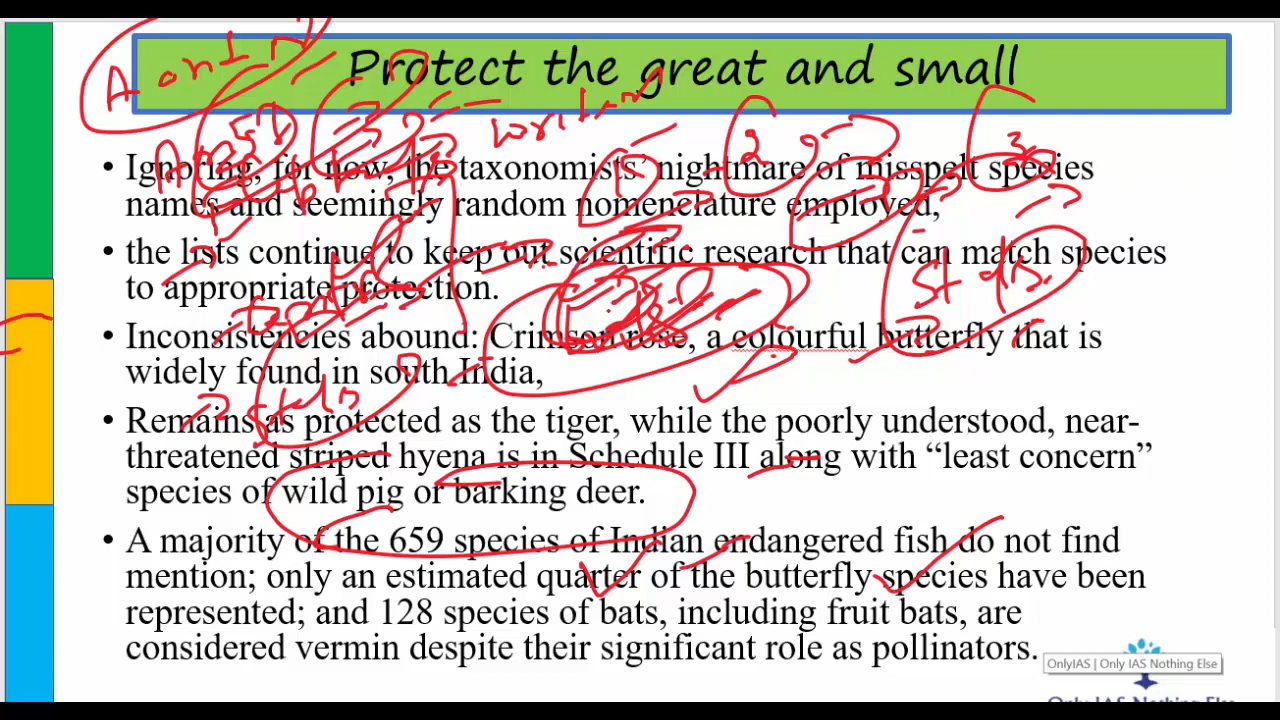 Protect the great and small
• Ignoring, for now, the taxonomists' nightmare of misspelt species
names and seemingly random nomenclature employed,
• the lists continue to keep out scientific research that can match species
to appropriate protection.
• Inconsistencies abound: Crimson rose, a colourful butterfly that is
widely found in south India,
• Remains as protected as the tiger, while the poorly understood, near-
threatened striped hyena is in Schedule III along with “least concern”
species of wild pig or barking deer.
• A majority of the 659 species of Indian endangered fish do not find
mention; only an estimated quarter of the butterfly species have been
represented; and 128 species of bats, including fruit bats, are
considered vermin despite their significant role as pollinators.
OnlyIAS | Only IAS Nothing Else
Only IAS Nothing Else